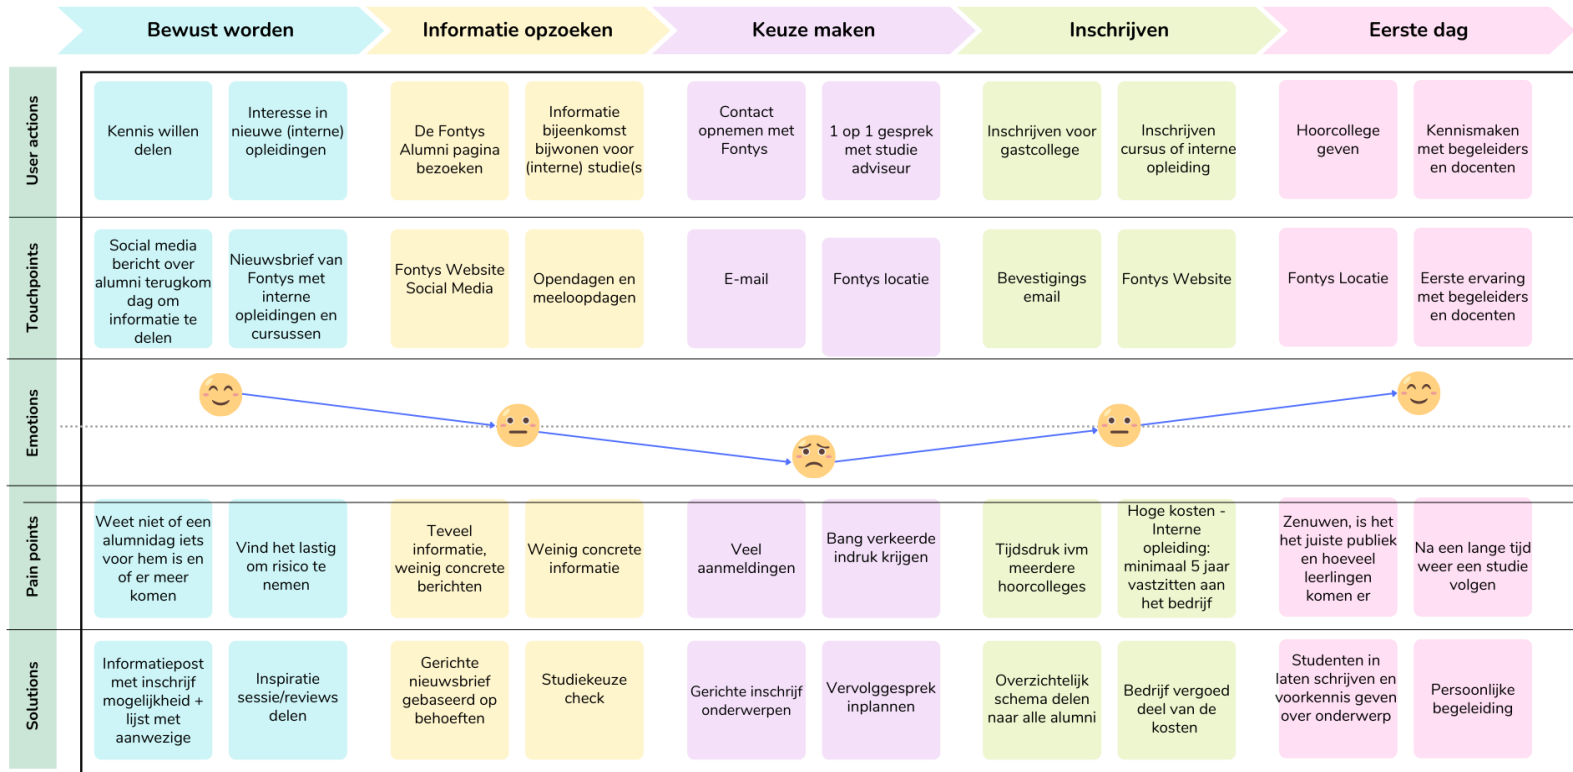 Bewust worden
Informatie opzoeken
Keuze maken
Inschrijven
Eerste dag
User actions
Kennis willen
delen
Interesse in
nieuwe (interne)
opleidingen
De Fontys
Alumni pagina
bezoeken
Informatie
bijeenkomst
bijwonen voor
(interne) studie(s
Contact
opnemen met
Fontys
1 op 1 gesprek
met studie
adviseur
Inschrijven voor
gastcollege
Inschrijven
cursus of interne
opleiding
Hoorcollege
geven
Kennismaken
met begeleiders
en docenten
Touchpoints
Social media
bericht over
alumni terugkom
dag om
informatie te
delen
Nieuwsbrief van
Fontys met
interne
opleidingen en
cursussen
Fontys Website
Social Media
Opendagen en
meeloopdagen
E-mail
Fontys locatie
Bevestigings
email
Fontys Website
Fontys Locatie
Eerste ervaring
met begeleiders
en docenten
Emotions
Pain points
Weet niet of een
alumnidag iets
voor hem is en
of er meer
komen
Vind het lastig
om risico te
nemen
Teveel
informatie,
weinig concrete
berichten
Weinig concrete
informatie
Veel
aanmeldingen
Bang verkeerde
indruk krijgen
Tijdsdruk ivm
meerdere
hoorcolleges
Hoge kosten -
Interne
opleiding:
minimaal 5 jaar
vastzitten aan
het bedrijf
Zenuwen, is het
het juiste publiek
en hoeveel
leerlingen
komen er
Na een lange tijd
weer een studie
volgen
Solutions
Informatiepost
met inschrijf
mogelijkheid +
lijst met
aanwezige
Inspiratie
sessie/reviews
delen
Gerichte
nieuwsbrief
gebaseerd op
behoeften
Studiekeuze
check
Gerichte inschrijf
onderwerpen
Vervolggesprek
inplannen
Overzichtelijk
schema delen
naar alle alumni
Bedrijf vergoed
deel van de
kosten
Studenten in
laten schrijven en
voorkennis geven
over onderwerp
Persoonlijke
begeleiding